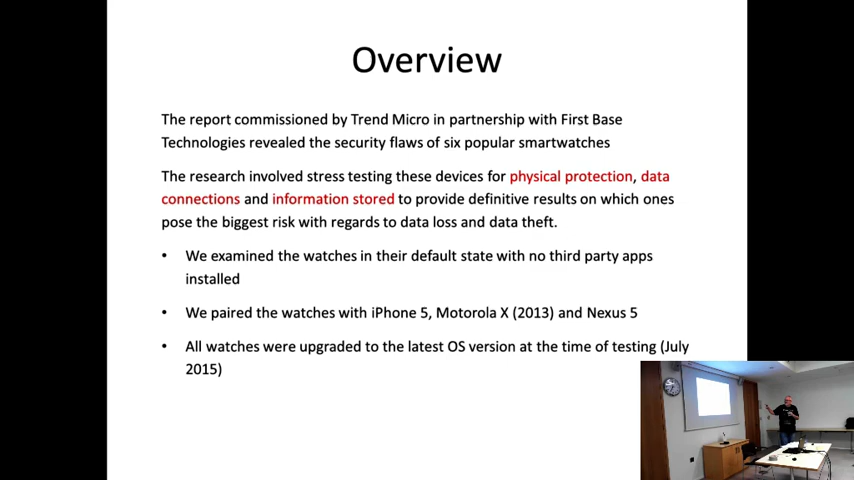 Overview
The report commissioned by Trend Micro in partnership with First Base
Technologies revealed the security flaws of six popular smartwatches
The research involved stress testing these devices for physical protection, data
connections and information stored to provide definitive results on which ones
pose the biggest risk with regards to data loss and data theft.
• We examined the watches in their default state with no third party apps
installed
• We paired the watches with iPhone 5, Motorola X (2013) and Nexus 5
• All watches were upgraded to the latest OS version at the time of testing (July
2015)